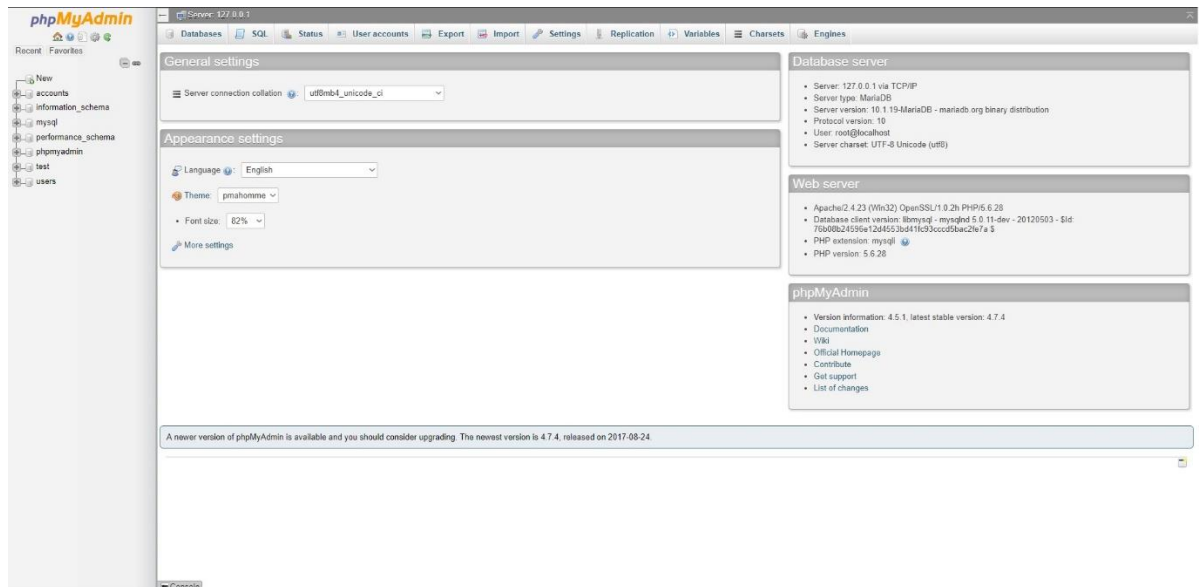 phpMyAdmin
Recent Favorites
New
accounts
information_schema
mysql
performance_schema
phpmyadmin
test
users
Server: 127.0.0.1
Databases SQL Status User accounts Export Import Settings Replication Variables Charsets Engines
General settings
Server connection collation : utf8mb4_unicode_ci
Appearance settings
Language : English
Theme: pmahomme
Font size: 82%
More settings
Database server
Server: 127.0.0.1 via TCP/IP
Server type: MariaDB
Server version: 10.1.19-MariaDB - mariadb.org binary distribution
Protocol version: 10
User: root@localhost
Server charset: UTF-8 Unicode (utf8)
Web server
Apache/2.4.23 (Win32) OpenSSL/1.0.2h PHP/5.6.28
Database client version: libmysql - mysqlnd 5.0.11-dev - 20120503 - $Id:
76b08b24596e12d4553bd41fc93cccd5bac2fe7a $
PHP extension: mysqli
PHP version: 5.6.28
phpMyAdmin
Version information: 4.5.1, latest stable version: 4.7.4
Documentation
Wiki
Official Homepage
Contribute
Get support
List of changes
A newer version of phpMyAdmin is available and you should consider upgrading. The newest version is 4.7.4, released on 2017-08-24.
Console